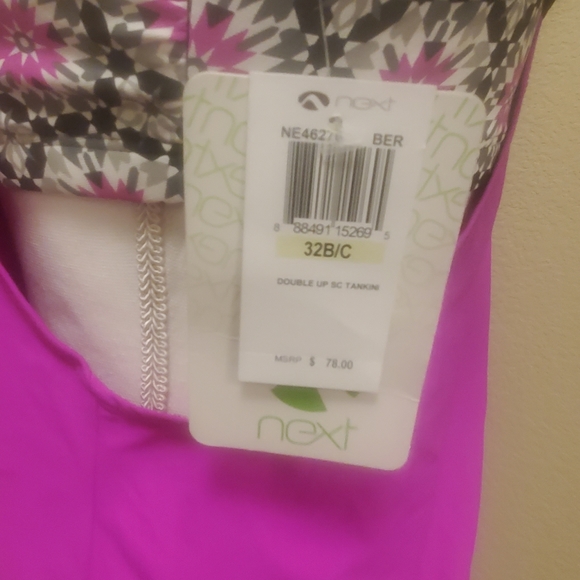 next
NE4627 BER
8 88491 15269 5
32B/C
DOUBLE UP SC TANKINI
MSRP $ 78.00
next